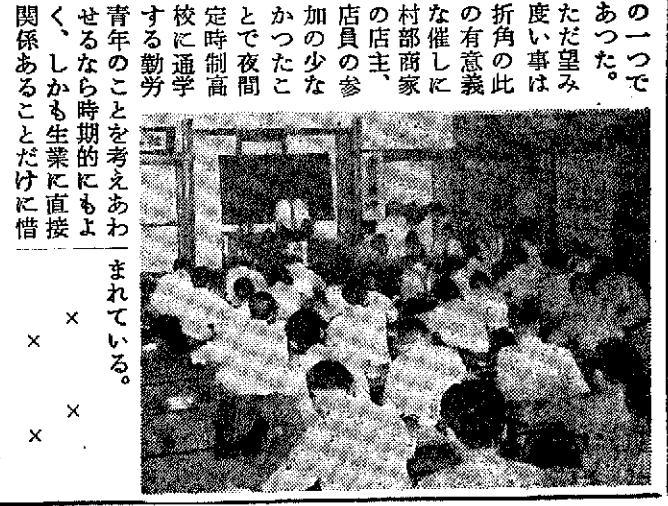 の一つで
あつた。
ただ望み
度い事は
折角の此
の有意義
な催しに
村部商家
の店主、
店員の参
加の少な
かつたこ
とで夜間
定時制高
校に通学
する勤労
青年のことを考えあわ
せるなら時期的にもよ
く、しかも生業に直接
関係あることだけに惜
まれている。
× ×
× ×